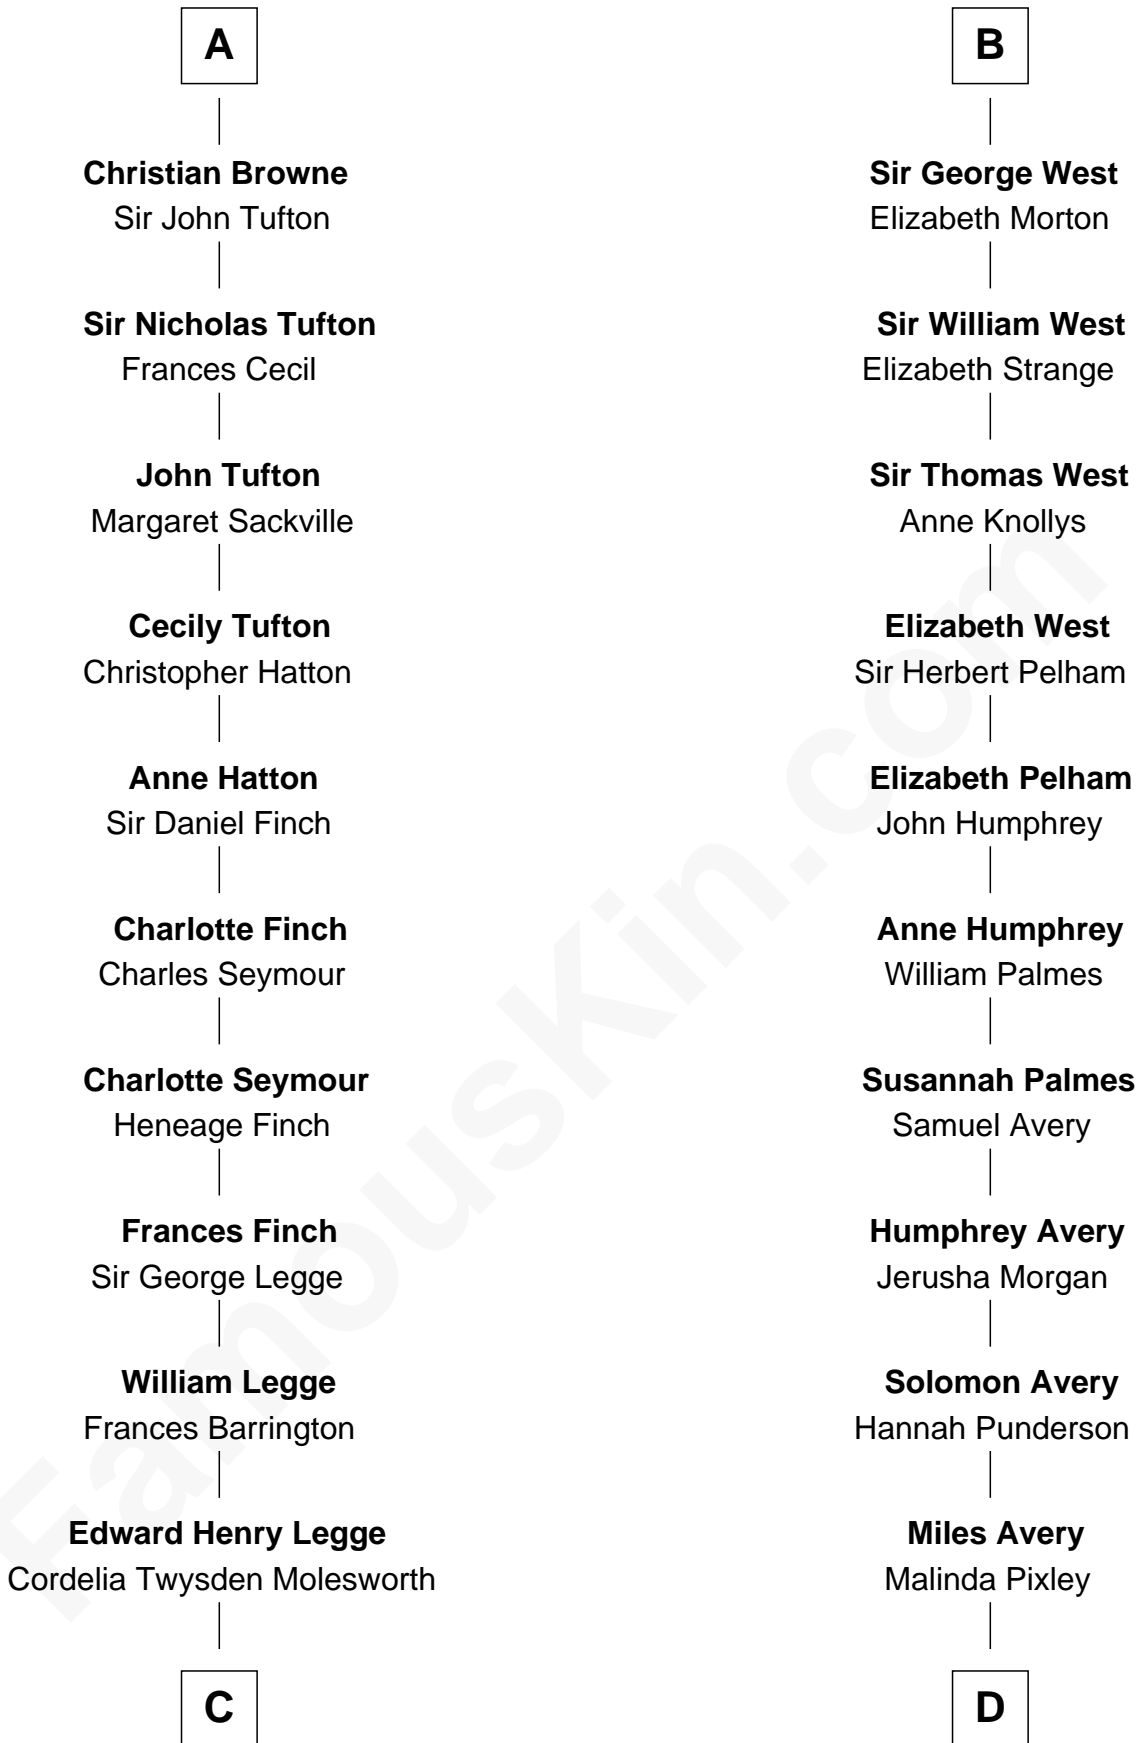 A
Christian Browne
Sir John Tufton
Sir Nicholas Tufton
Frances Cecil
John Tufton
Margaret Sackville
Cecily Tufton
Christopher Hatton
Anne Hatton
Sir Daniel Finch
Charlotte Finch
Charles Seymour
Charlotte Seymour
Heneage Finch
Frances Finch
Sir George Legge
William Legge
Frances Barrington
Edward Henry Legge
Cordelia Twysden Molesworth
C
B
Sir George West
Elizabeth Morton
Sir William West
Elizabeth Strange
Sir Thomas West
Anne Knollys
Elizabeth West
Sir Herbert Pelham
Elizabeth Pelham
John Humphrey
Anne Humphrey
William Palmes
Susannah Palmes
Samuel Avery
Humphrey Avery
Jerusha Morgan
Solomon Avery
Hannah Punderson
Miles Avery
Malinda Pixley
D
FamousKin.com